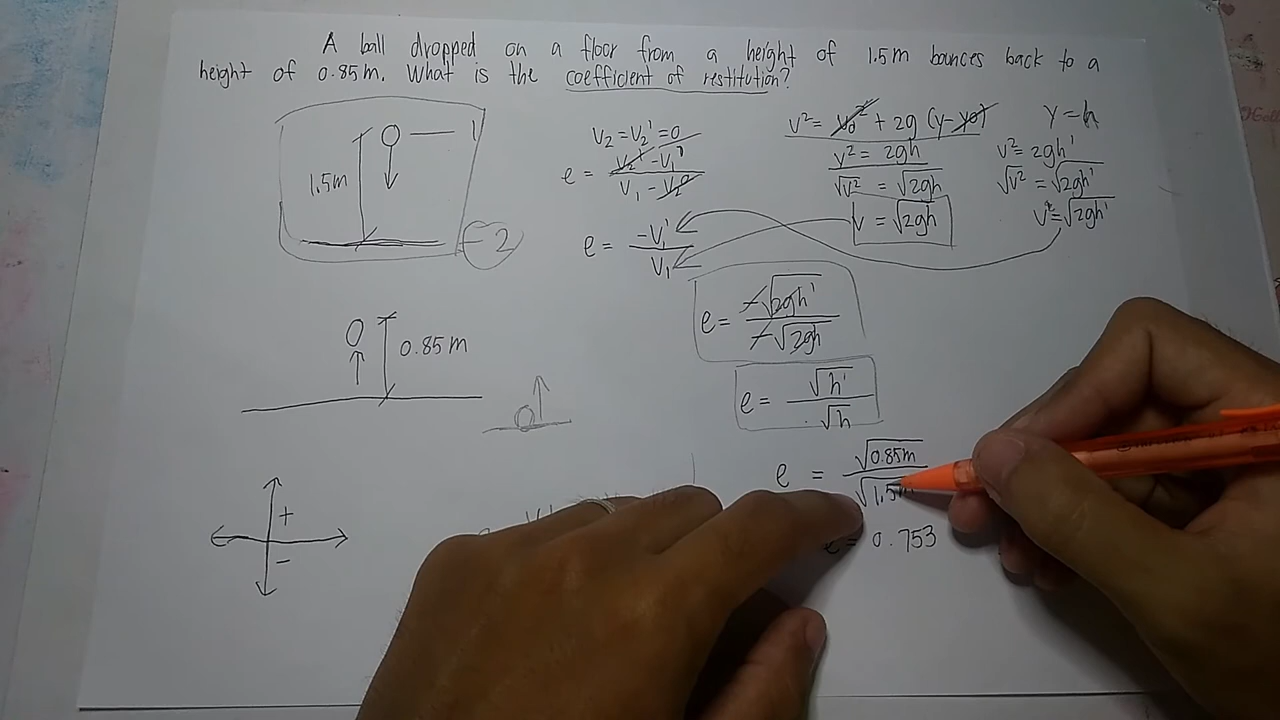 A ball dropped on a floor from a height of 1.5m bounces back to a
height of 0.85m. What is the coefficient of restitution?
1
1.5m
2
V₂=V₂'=0
e = V₂'-V₁' / V₁-V₂
e = -V₁' / V₁
V² = V₀² + 2g (y-y₀)
V² = 2gh
√V² = √2gh
V = √2gh
y=h
V² = 2gh'
√V² = √2gh'
V = √2gh'
e = -√2gh' / -√2gh
0.85m
e = √h' / √h
e = √0.85m / √1.5m
+
-
e = 0.753